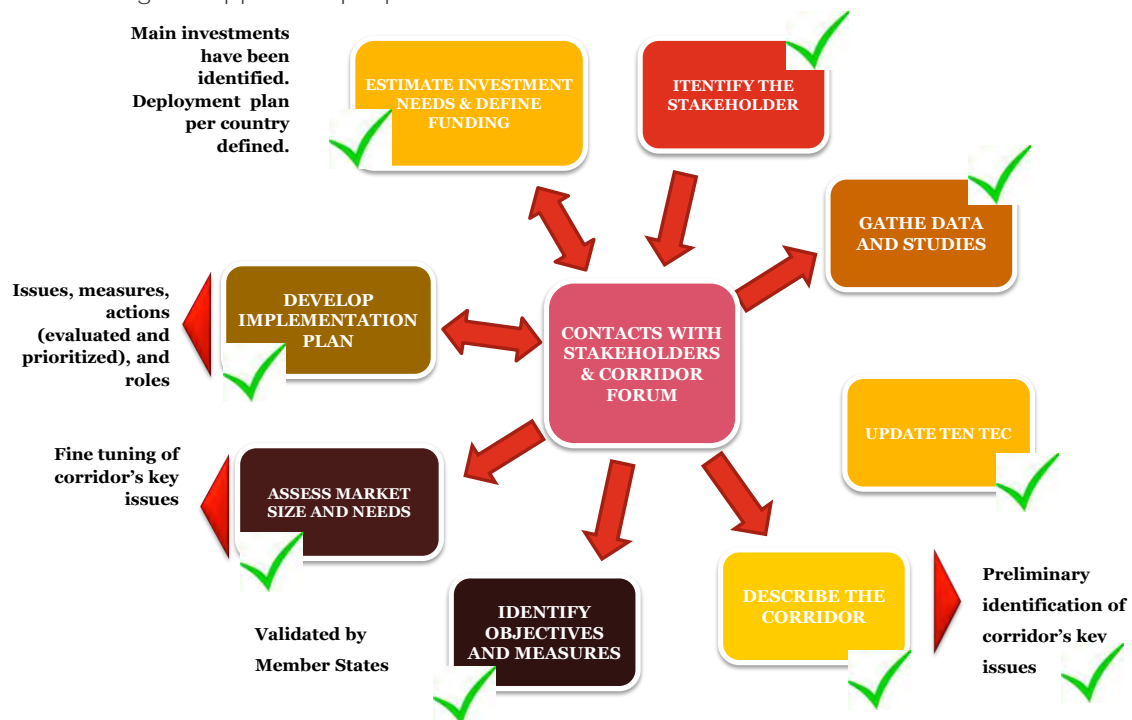 Main investments
have been
identified.
Deployment plan
per country
defined.
ESTIMATE INVESTMENT
NEEDS & DEFINE
FUNDING
ITENTIFY THE
STAKEHOLDER
GATHE DATA
AND STUDIES
Issues, measures,
actions
(evaluated and
prioritized), and
roles
DEVELOP
IMPLEMENTATION
PLAN
CONTACTS WITH
STAKEHOLDERS
& CORRIDOR
FORUM
UPDATE TEN TEC
Fine tuning of
corridor's key
issues
ASSESS MARKET
SIZE AND NEEDS
DESCRIBE THE
CORRIDOR
Preliminary
identification of
corridor's key
issues
Validated by
Member States
IDENTIFY
OBJECTIVES
AND MEASURES